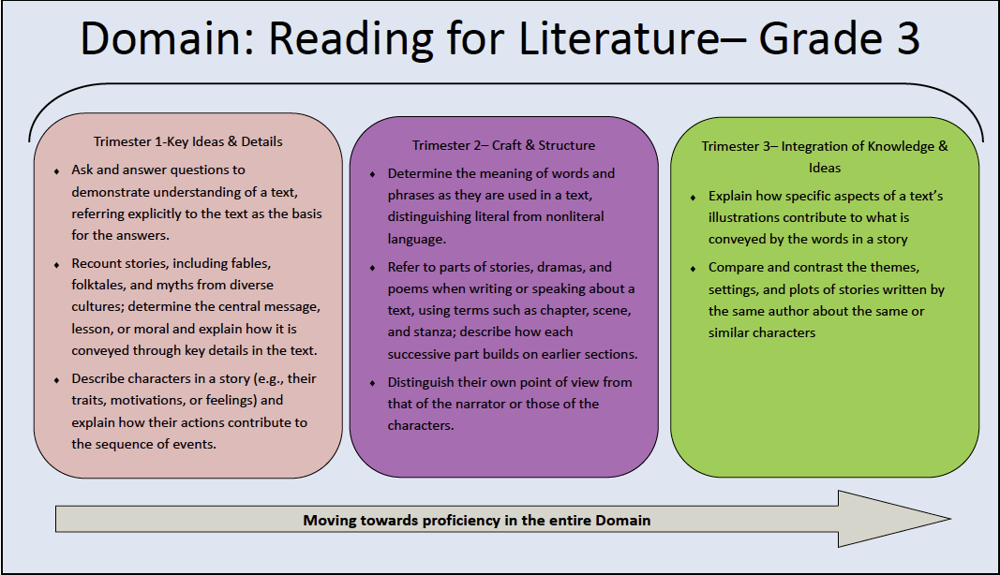 Domain: Reading for Literature– Grade 3
Trimester 1-Key Ideas & Details
♦ Ask and answer questions to
demonstrate understanding of a text,
referring explicitly to the text as the basis
for the answers.
♦ Recount stories, including fables,
folktales, and myths from diverse
cultures; determine the central message,
lesson, or moral and explain how it is
conveyed through key details in the text.
♦ Describe characters in a story (e.g., their
traits, motivations, or feelings) and
explain how their actions contribute to
the sequence of events.
Trimester 2– Craft & Structure
♦ Determine the meaning of words and
phrases as they are used in a text,
distinguishing literal from nonliteral
language.
♦ Refer to parts of stories, dramas, and
poems when writing or speaking about a
text, using terms such as chapter, scene,
and stanza; describe how each
successive part builds on earlier sections.
♦ Distinguish their own point of view from
that of the narrator or those of the
characters.
Trimester 3– Integration of Knowledge &
Ideas
♦ Explain how specific aspects of a text’s
illustrations contribute to what is
conveyed by the words in a story
♦ Compare and contrast the themes,
settings, and plots of stories written by
the same author about the same or
similar characters
Moving towards proficiency in the entire Domain